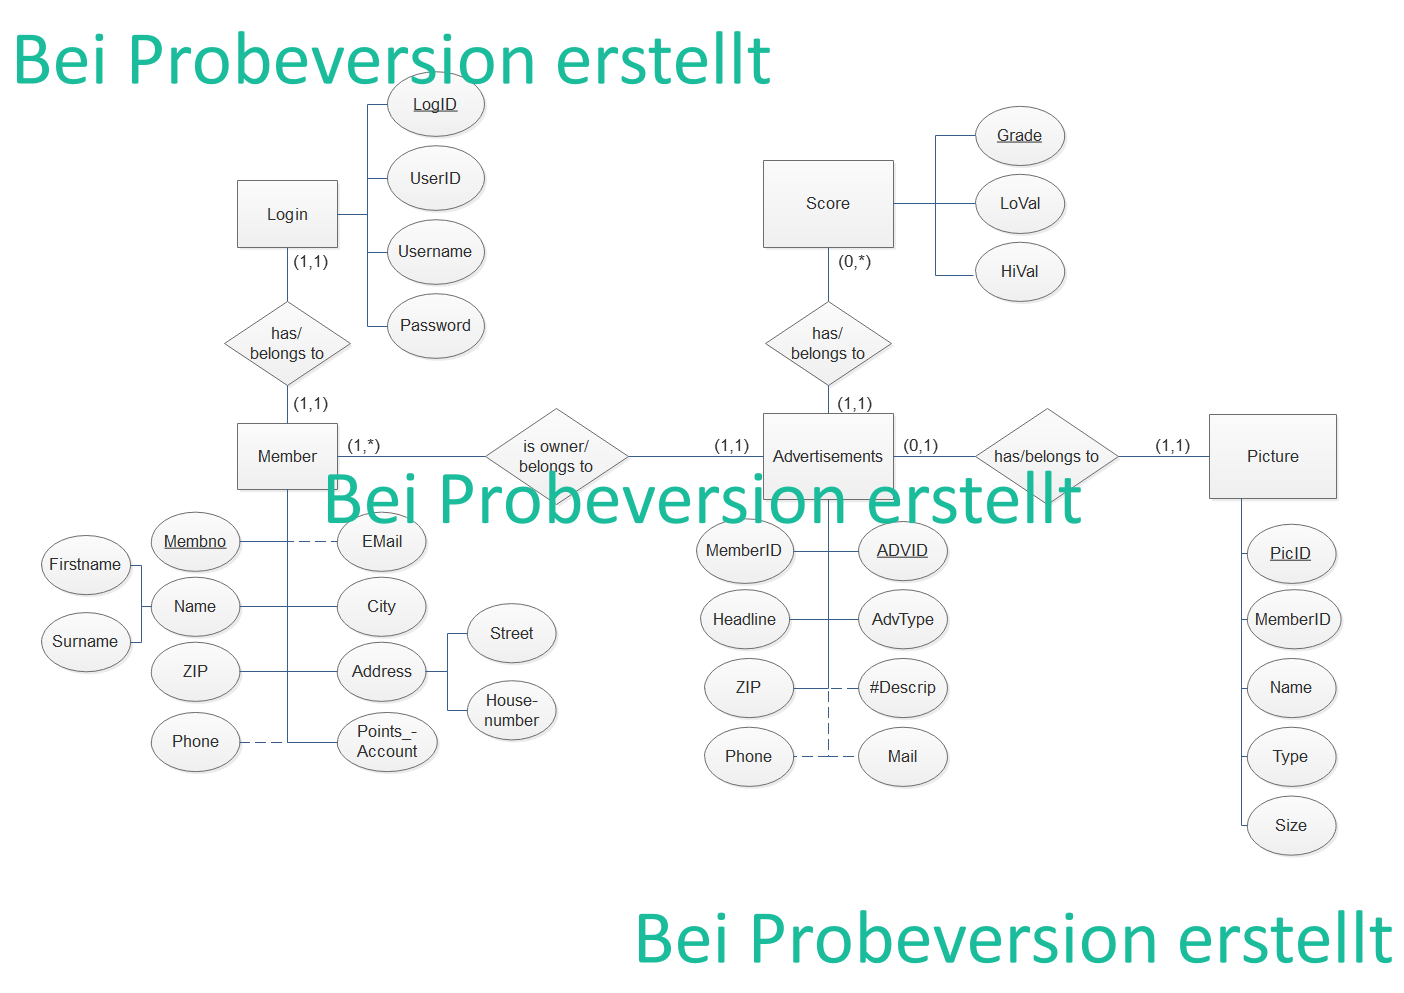 Bei Probeversion erstellt
LogID
UserID
Username
Password
Login
(1,1)
has/
belongs to
(1,1)
Score
Grade
LoVal
HiVal
(0,*)
has/
belongs to
(1,1)
Member
(1,*)
is owner/
belongs to
(1,1)
Advertisements
(0,1)
has/belongs to
(1,1)
Picture
Bei Probeversion erstellt
Membno
EMail
Firstname
Surname
Name
City
ZIP
Address
Street
House-
number
Phone
Points_-
Account
MemberID
ADVID
Headline
AdvType
ZIP
#Descrip
Phone
Mail
PicID
MemberID
Name
Type
Size
Bei Probeversion erstellt